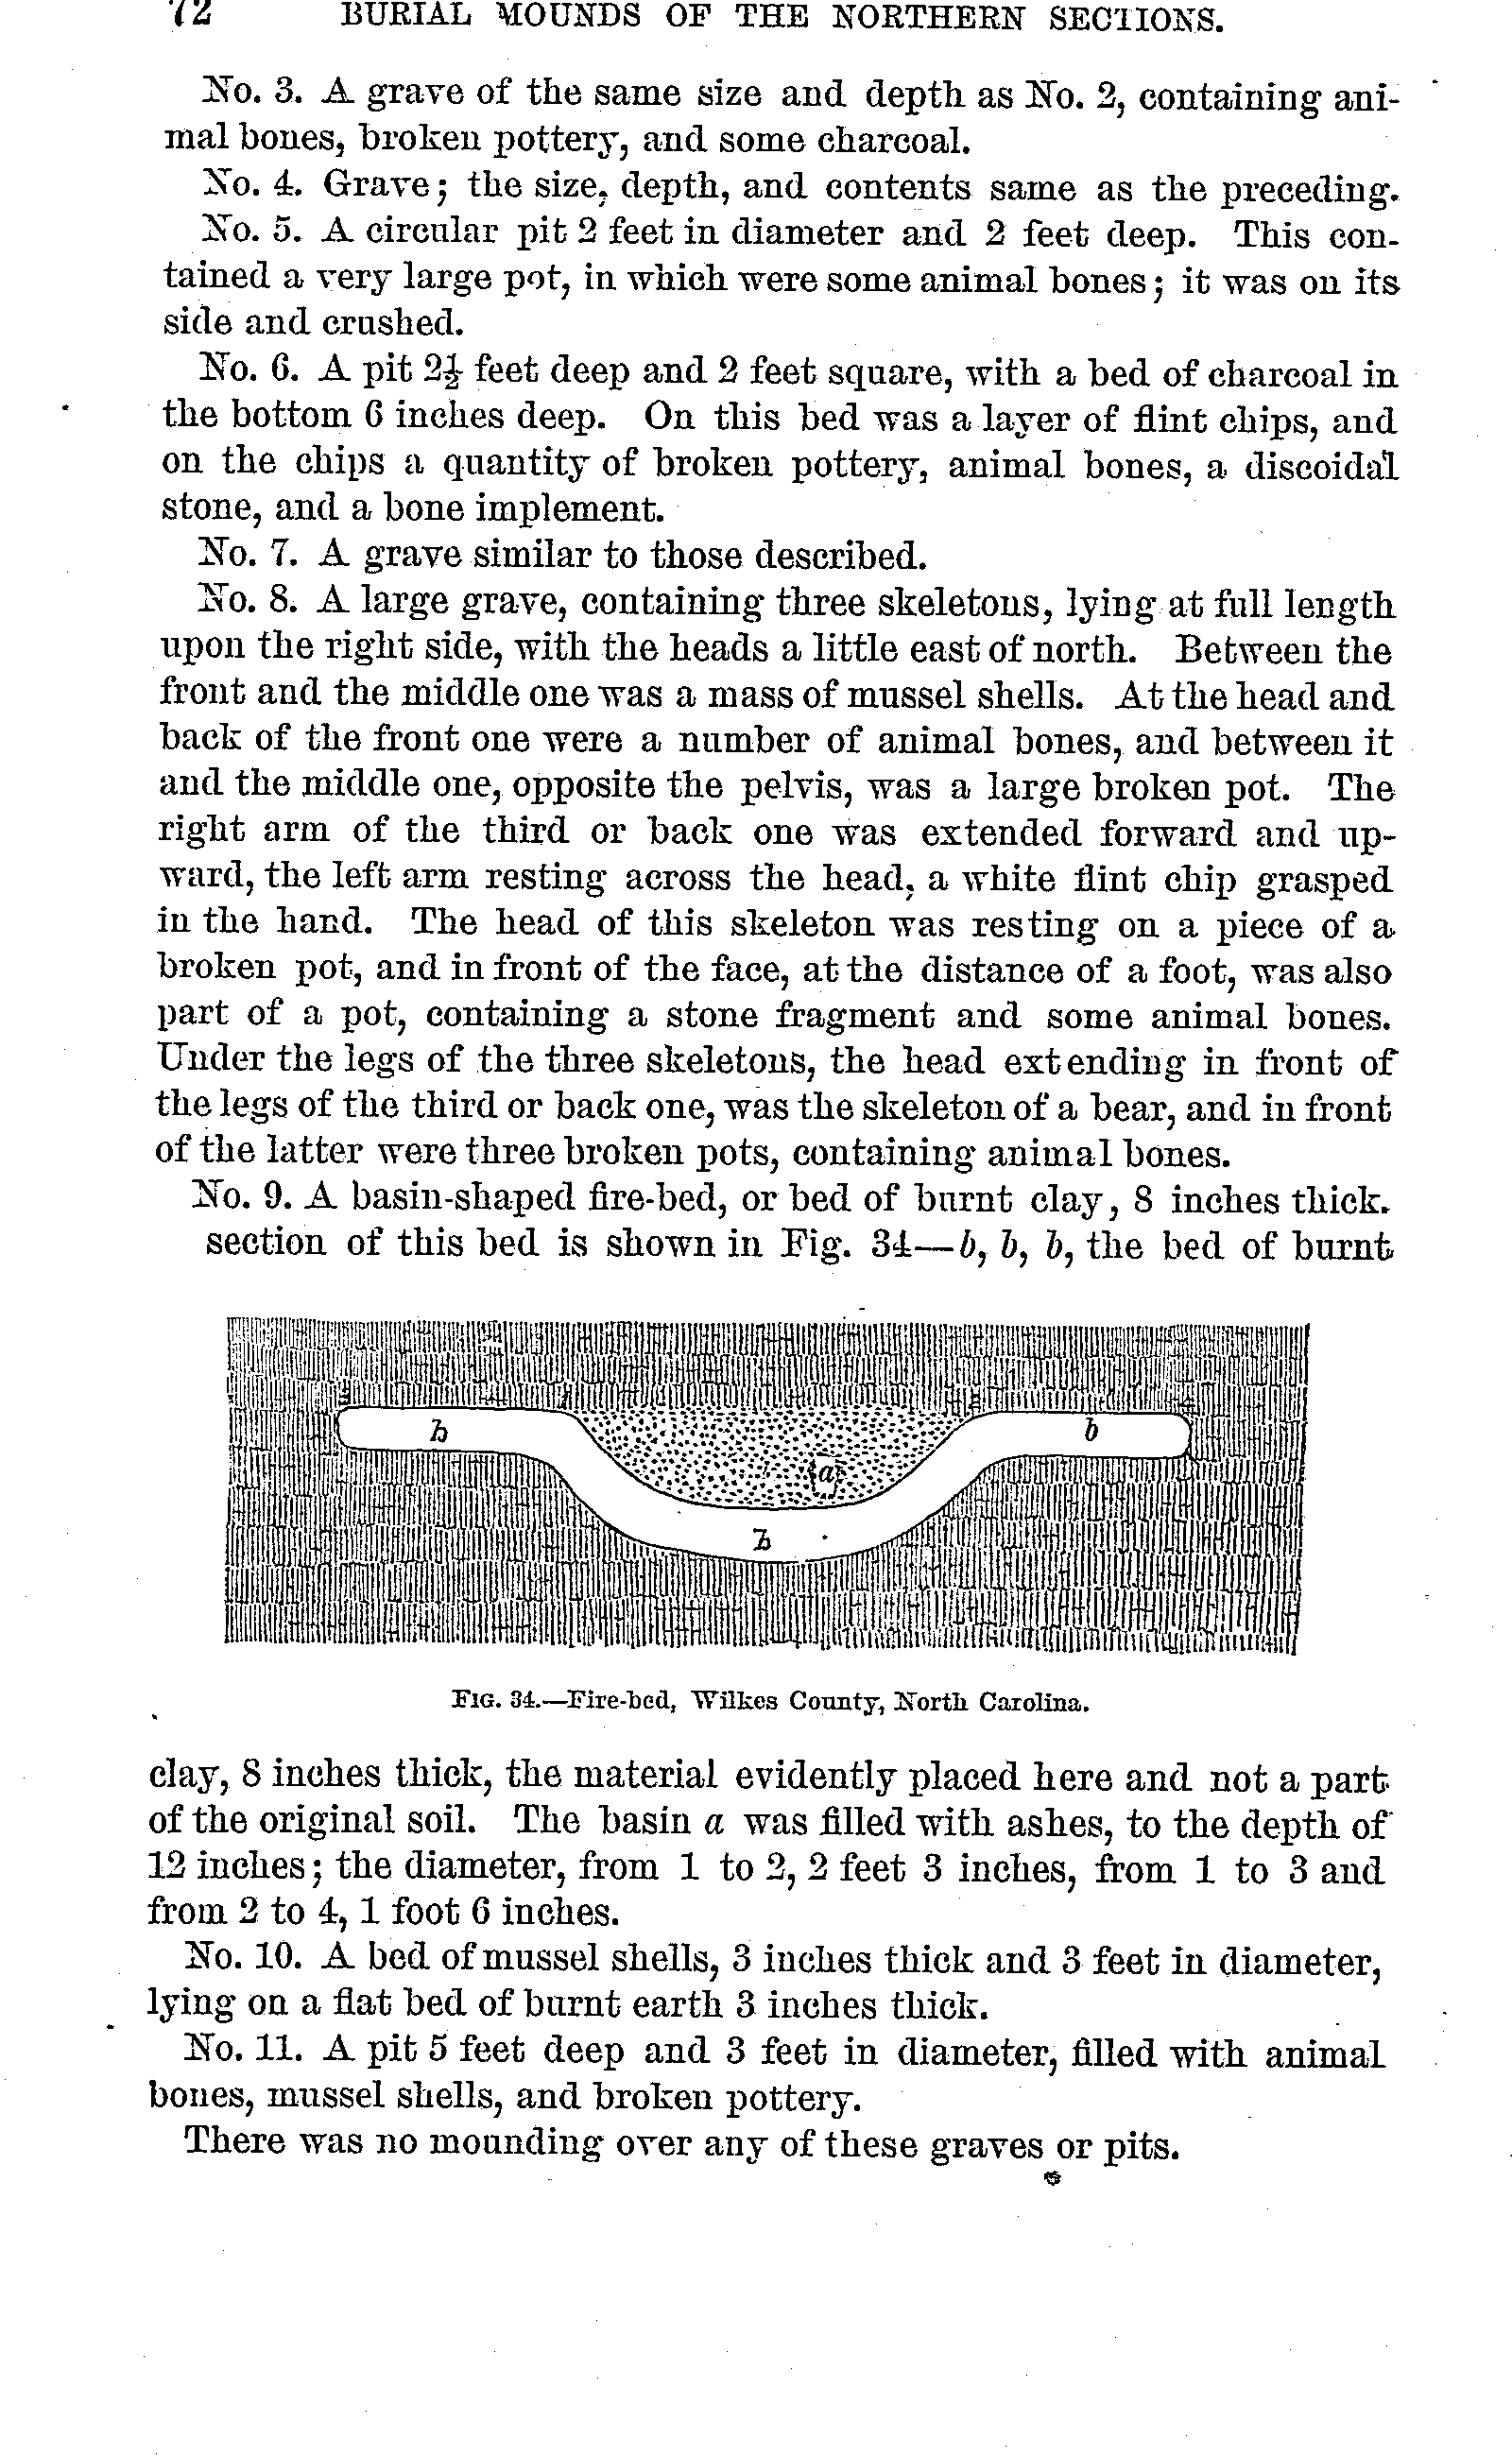 72 BURIAL MOUNDS OF THE NORTHERN SECTIONS.
No. 3. A grave of the same size and depth as No. 2, containing ani-
mal bones, broken pottery, and some charcoal.
No. 4. Grave; the size, depth, and contents same as the preceding.
No. 5. A circular pit 2 feet in diameter and 2 feet deep. This con-
tained a very large pot, in which were some animal bones; it was on its
side and crushed.
No. 6. A pit 2½ feet deep and 2 feet square, with a bed of charcoal in
the bottom 6 inches deep. On this bed was a layer of flint chips, and
on the chips a quantity of broken pottery, animal bones, a discoidal
stone, and a bone implement.
No. 7. A grave similar to those described.
No. 8. A large grave, containing three skeletons, lying at full length
upon the right side, with the heads a little east of north. Between the
front and the middle one was a mass of mussel shells. At the head and
back of the front one were a number of animal bones, and between it
and the middle one, opposite the pelvis, was a large broken pot. The
right arm of the third or back one was extended forward and up-
ward, the left arm resting across the head, a white flint chip grasped
in the hand. The head of this skeleton was resting on a piece of a
broken pot, and in front of the face, at the distance of a foot, was also
part of a pot, containing a stone fragment and some animal bones.
Under the legs of the three skeletons, the head extending in front of
the legs of the third or back one, was the skeleton of a bear, and in front
of the latter were three broken pots, containing animal bones.
No. 9. A basin-shaped fire-bed, or bed of burnt clay, 8 inches thick.
section of this bed is shown in Fig. 34—b, b, b, the bed of burnt
3 1 2 4
b b
a
b
FIG. 34.—Fire-bed, Wilkes County, North Carolina.
clay, 8 inches thick, the material evidently placed here and not a part
of the original soil. The basin a was filled with ashes, to the depth of
12 inches; the diameter, from 1 to 2, 2 feet 3 inches, from 1 to 3 and
from 2 to 4, 1 foot 6 inches.
No. 10. A bed of mussel shells, 3 inches thick and 3 feet in diameter,
lying on a flat bed of burnt earth 3 inches thick.
No. 11. A pit 5 feet deep and 3 feet in diameter, filled with animal
bones, mussel shells, and broken pottery.
There was no mounding over any of these graves or pits.